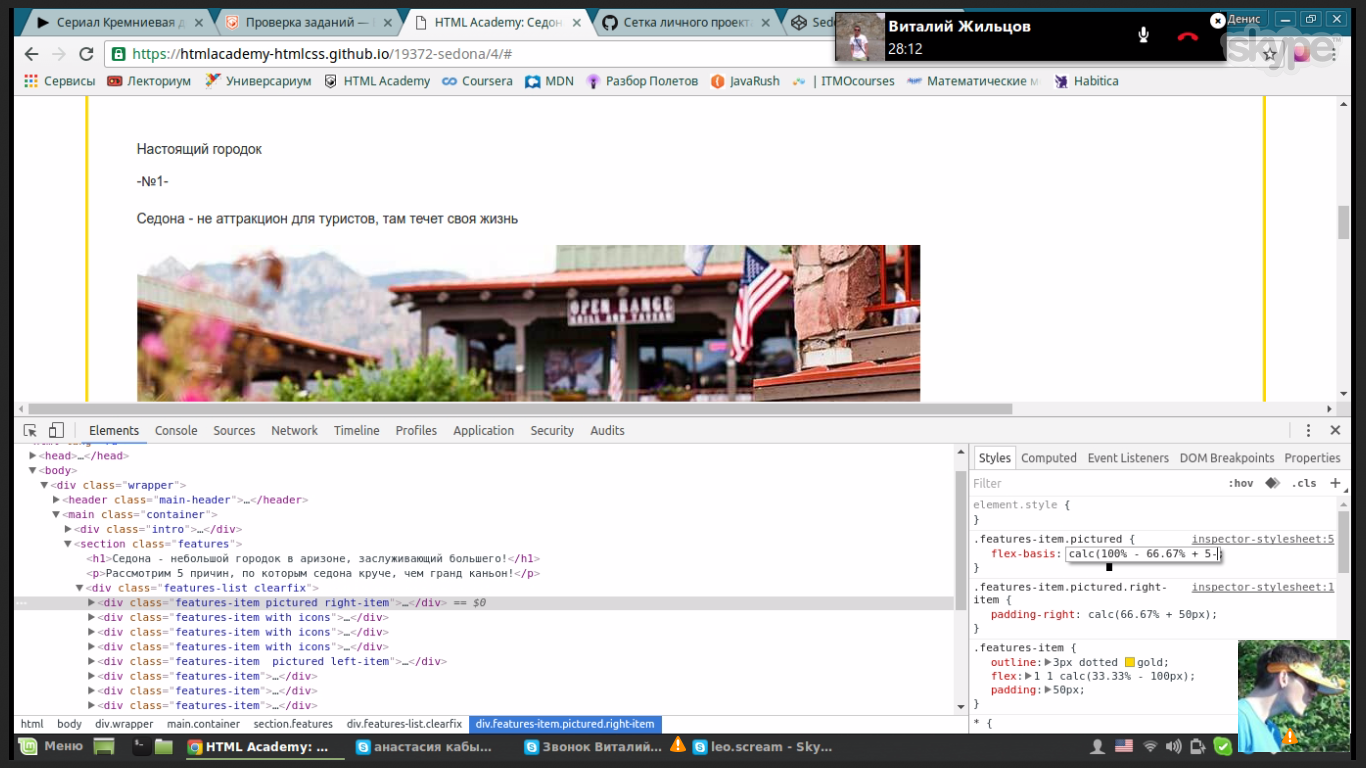 Сериал Кремниевая д
Проверка заданий —
HTML Academy: Седон
Сетка личного проект
Sed
Денис
Виталий Жильцов
28:12
skype
https://htmlacademy-htmlcss.github.io/19372-sedona/4/#
Сервисы
Лекториум
Универсариум
HTML Academy
Coursera
MDN
Разбор Полетов
JavaRush
| ITMOcourses
Математические м
Habitica
Настоящий городок
-№1-
Седона - не аттракцион для туристов, там течет своя жизнь
OPEN RANGE
GRILL AND TAVERN
Elements Console Sources Network Timeline Profiles Application Security Audits
<head>…</head>
<body>
<div class="wrapper">
<header class="main-header">…</header>
<main class="container">
<div class="intro">…</div>
<section class="features">
<h1>Седона - небольшой городок в аризоне, заслуживающий большего!</h1>
<p>Рассмотрим 5 причин, по которым седона круче, чем гранд каньон!</p>
<div class="features-list clearfix">
<div class="features-item pictured right-item">…</div> == $0
<div class="features-item with icons">…</div>
<div class="features-item with icons">…</div>
<div class="features-item with icons">…</div>
<div class="features-item  pictured left-item">…</div>
<div class="features-item">…</div>
<div class="features-item">…</div>
<div class="features-item">…</div>
html body div.wrapper main.container section.features div.features-list.clearfix div.features-item.pictured.right-item
Styles Computed Event Listeners DOM Breakpoints Properties
Filter :hov .cls +
element.style {
}
.features-item.pictured { inspector-stylesheet:5
flex-basis: calc(100% - 66.67% + 5-;
}
.features-item.pictured.right- inspector-stylesheet:1
item {
padding-right: calc(66.67% + 50px);
}
.features-item {
outline: 3px dotted gold;
flex: 1 1 calc(33.33% - 100px);
padding: 50px;
}
* {
Меню
HTML Academy: ...
анастасия кабы...
Звонок Виталий...
leo.scream - Sky...